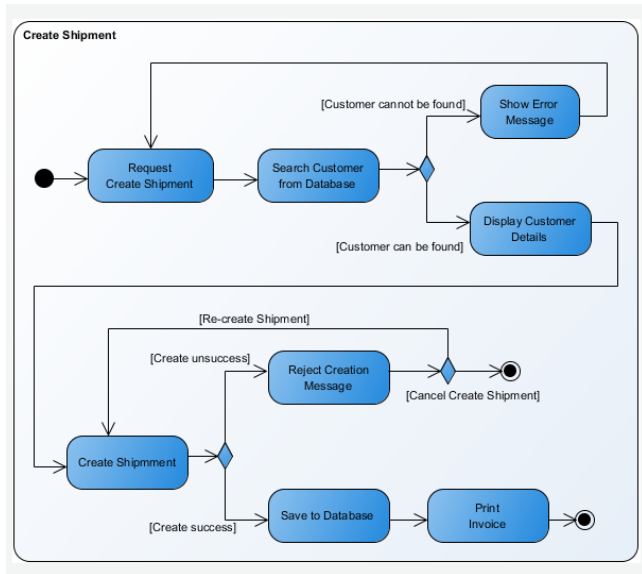 Create Shipment
[Customer cannot be found]
Show Error
Message
Request
Create Shipment
Search Customer
from Database
Display Customer
Details
[Customer can be found]
[Re-create Shipment]
[Create unsuccess]
Reject Creation
Message
[Cancel Create Shipment]
Create Shipmment
[Create success]
Save to Database
Print
Invoice